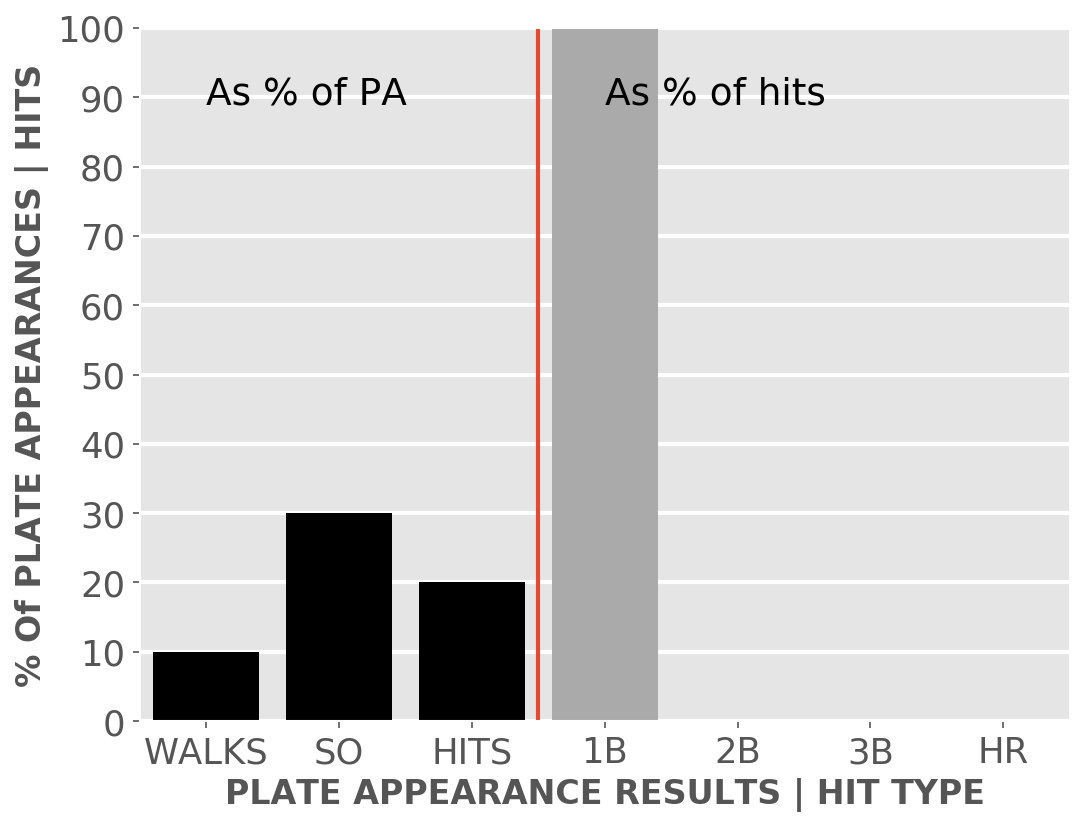 % Of PLATE APPEARANCES | HITS
100
90
80
70
60
50
40
30
20
10
0
As % of PA
As % of hits
WALKS SO HITS 1B 2B 3B HR
PLATE APPEARANCE RESULTS | HIT TYPE